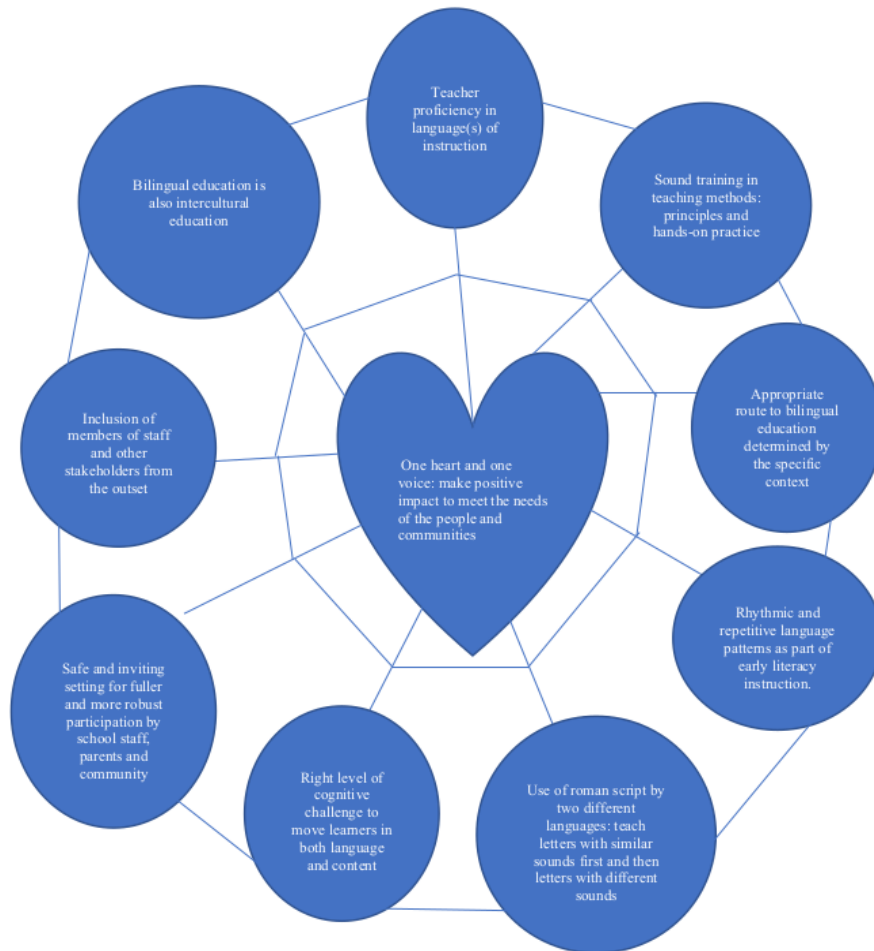 Teacher
proficiency in
language(s) of
instruction
Sound training in
teaching methods:
principles and
hands-on practice
Bilingual education is
also intercultural
education
Appropriate
route to bilingual
education
determined by
the specific
context
Inclusion of
members of staff
and other
stakeholders from
the outset
One heart and one
voice: make positive
impact to meet the needs
of the people and
communities
Rhythmic and
repetitive language
patterns as part of
early literacy
instruction.
Safe and inviting
setting for fuller
and more robust
participation by
school staff,
parents and
community
Right level of
cognitive
challenge to
move learners in
both language
and content
Use of roman script by
two different
languages: teach
letters with similar
sounds first and then
letters with different
sounds